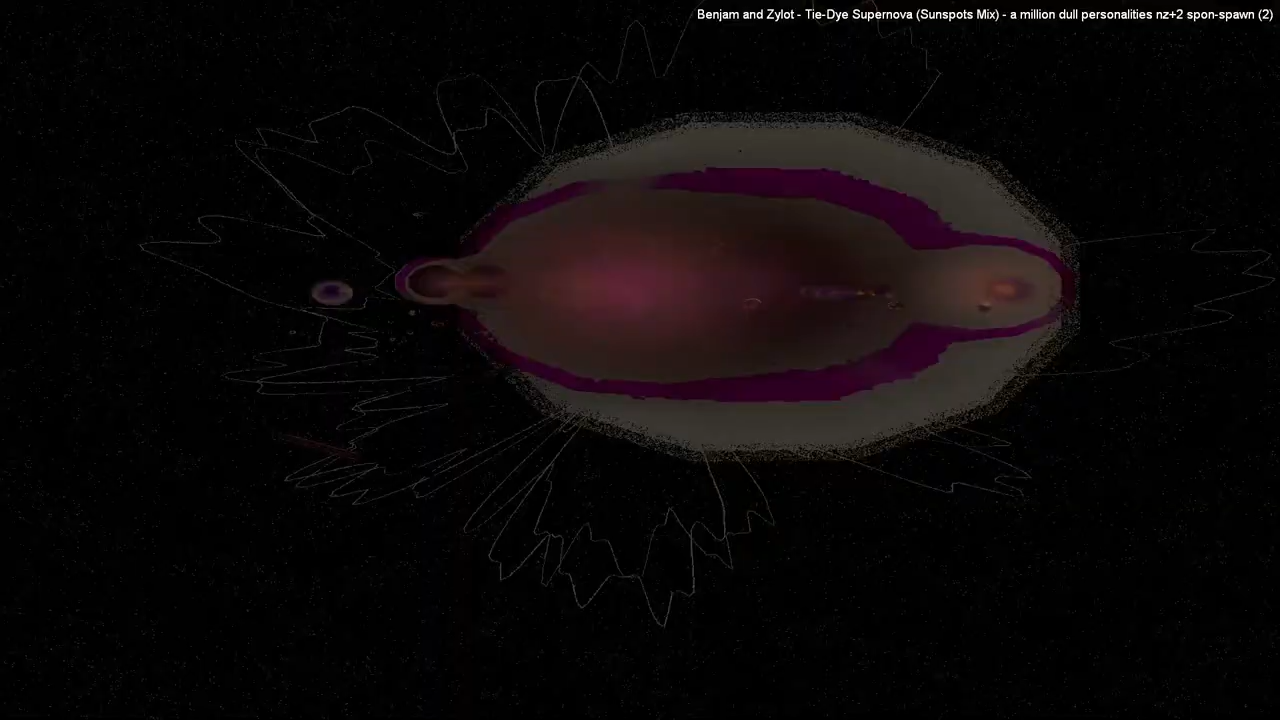 Benjam and Zylot - Tie-Dye Supernova (Sunspots Mix) - a million dull personalities nz+2 spon-spawn (2)